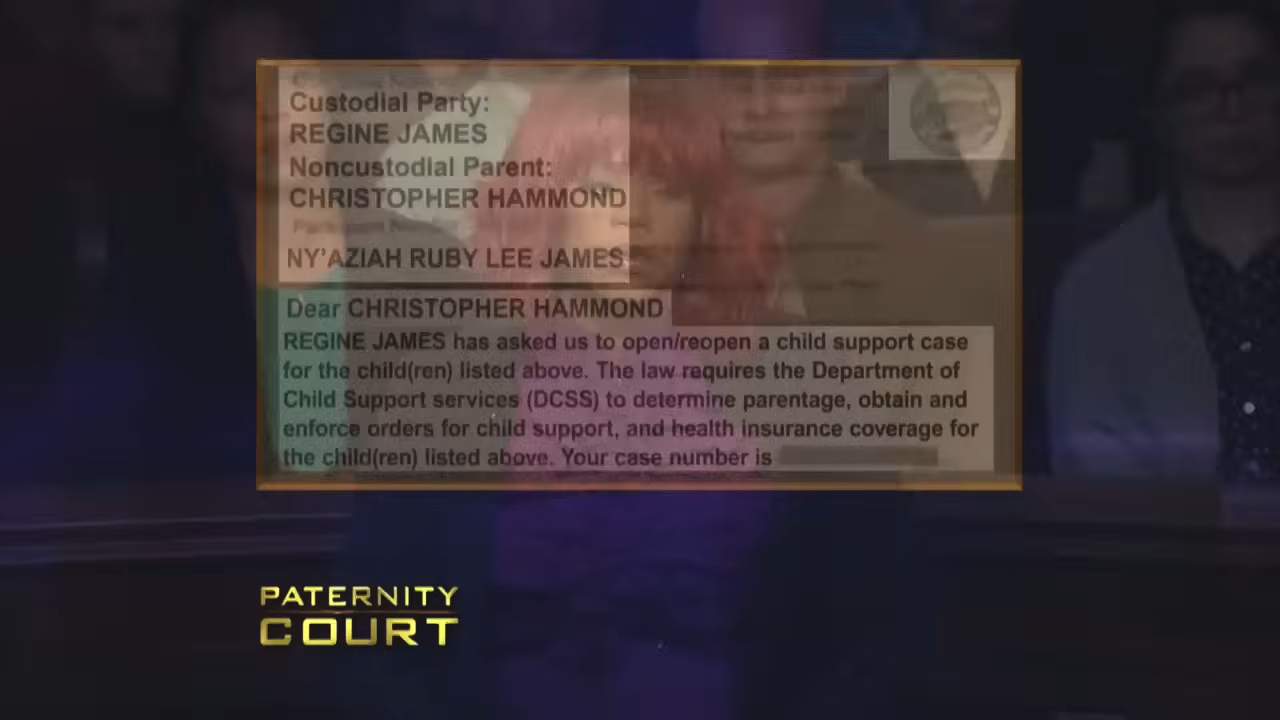 Custodial Party:
REGINE JAMES
Noncustodial Parent:
CHRISTOPHER HAMMOND
NY'AZIAH RUBY LEE JAMES
Dear CHRISTOPHER HAMMOND
REGINE JAMES has asked us to open/reopen a child support case
for the child(ren) listed above. The law requires the Department of
Child Support services (DCSS) to determine parentage, obtain and
enforce orders for child support, and health insurance coverage for
the child(ren) listed above. Your case number is
PATERNITY
COURT